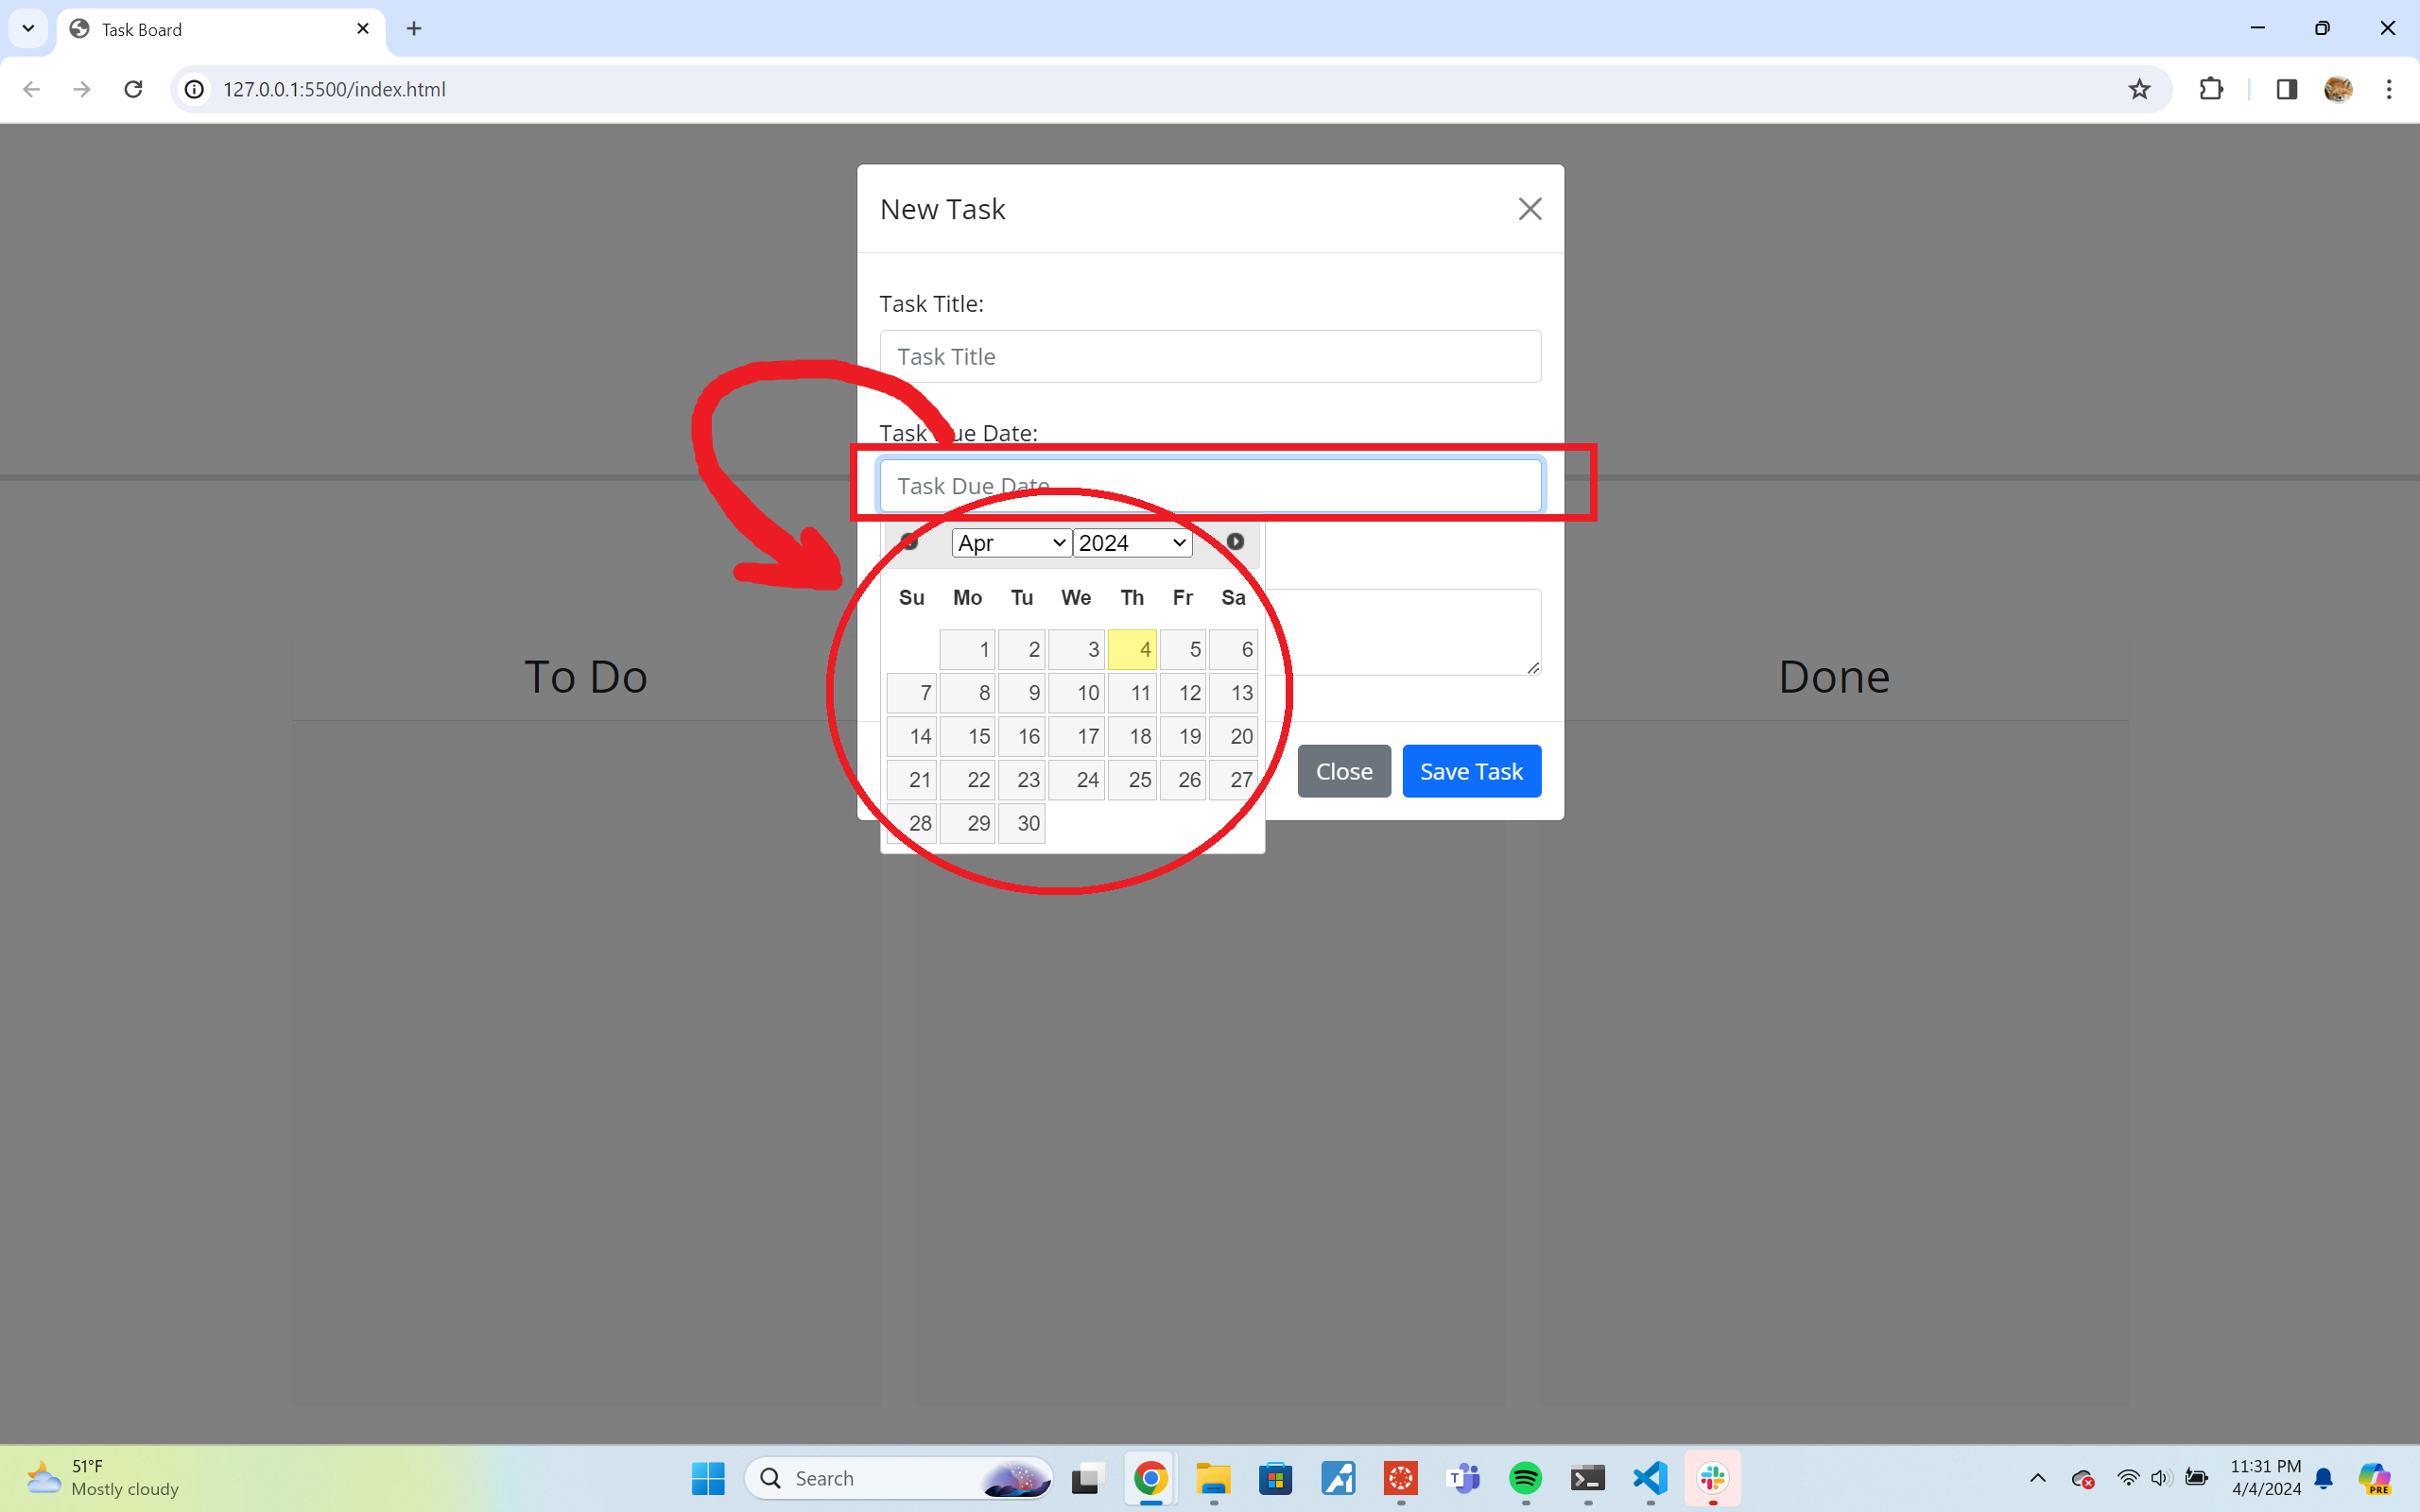 Task Board
127.0.0.1:5500/index.html
New Task
Task Title:
Task Title
Task Due Date:
Task Due Date
Apr 2024
Su Mo Tu We Th Fr Sa
1 2 3 4 5 6
7 8 9 10 11 12 13
14 15 16 17 18 19 20
21 22 23 24 25 26 27
28 29 30
To Do
Done
Close Save Task
51°F
Mostly cloudy
Search
11:31 PM
4/4/2024
PRE